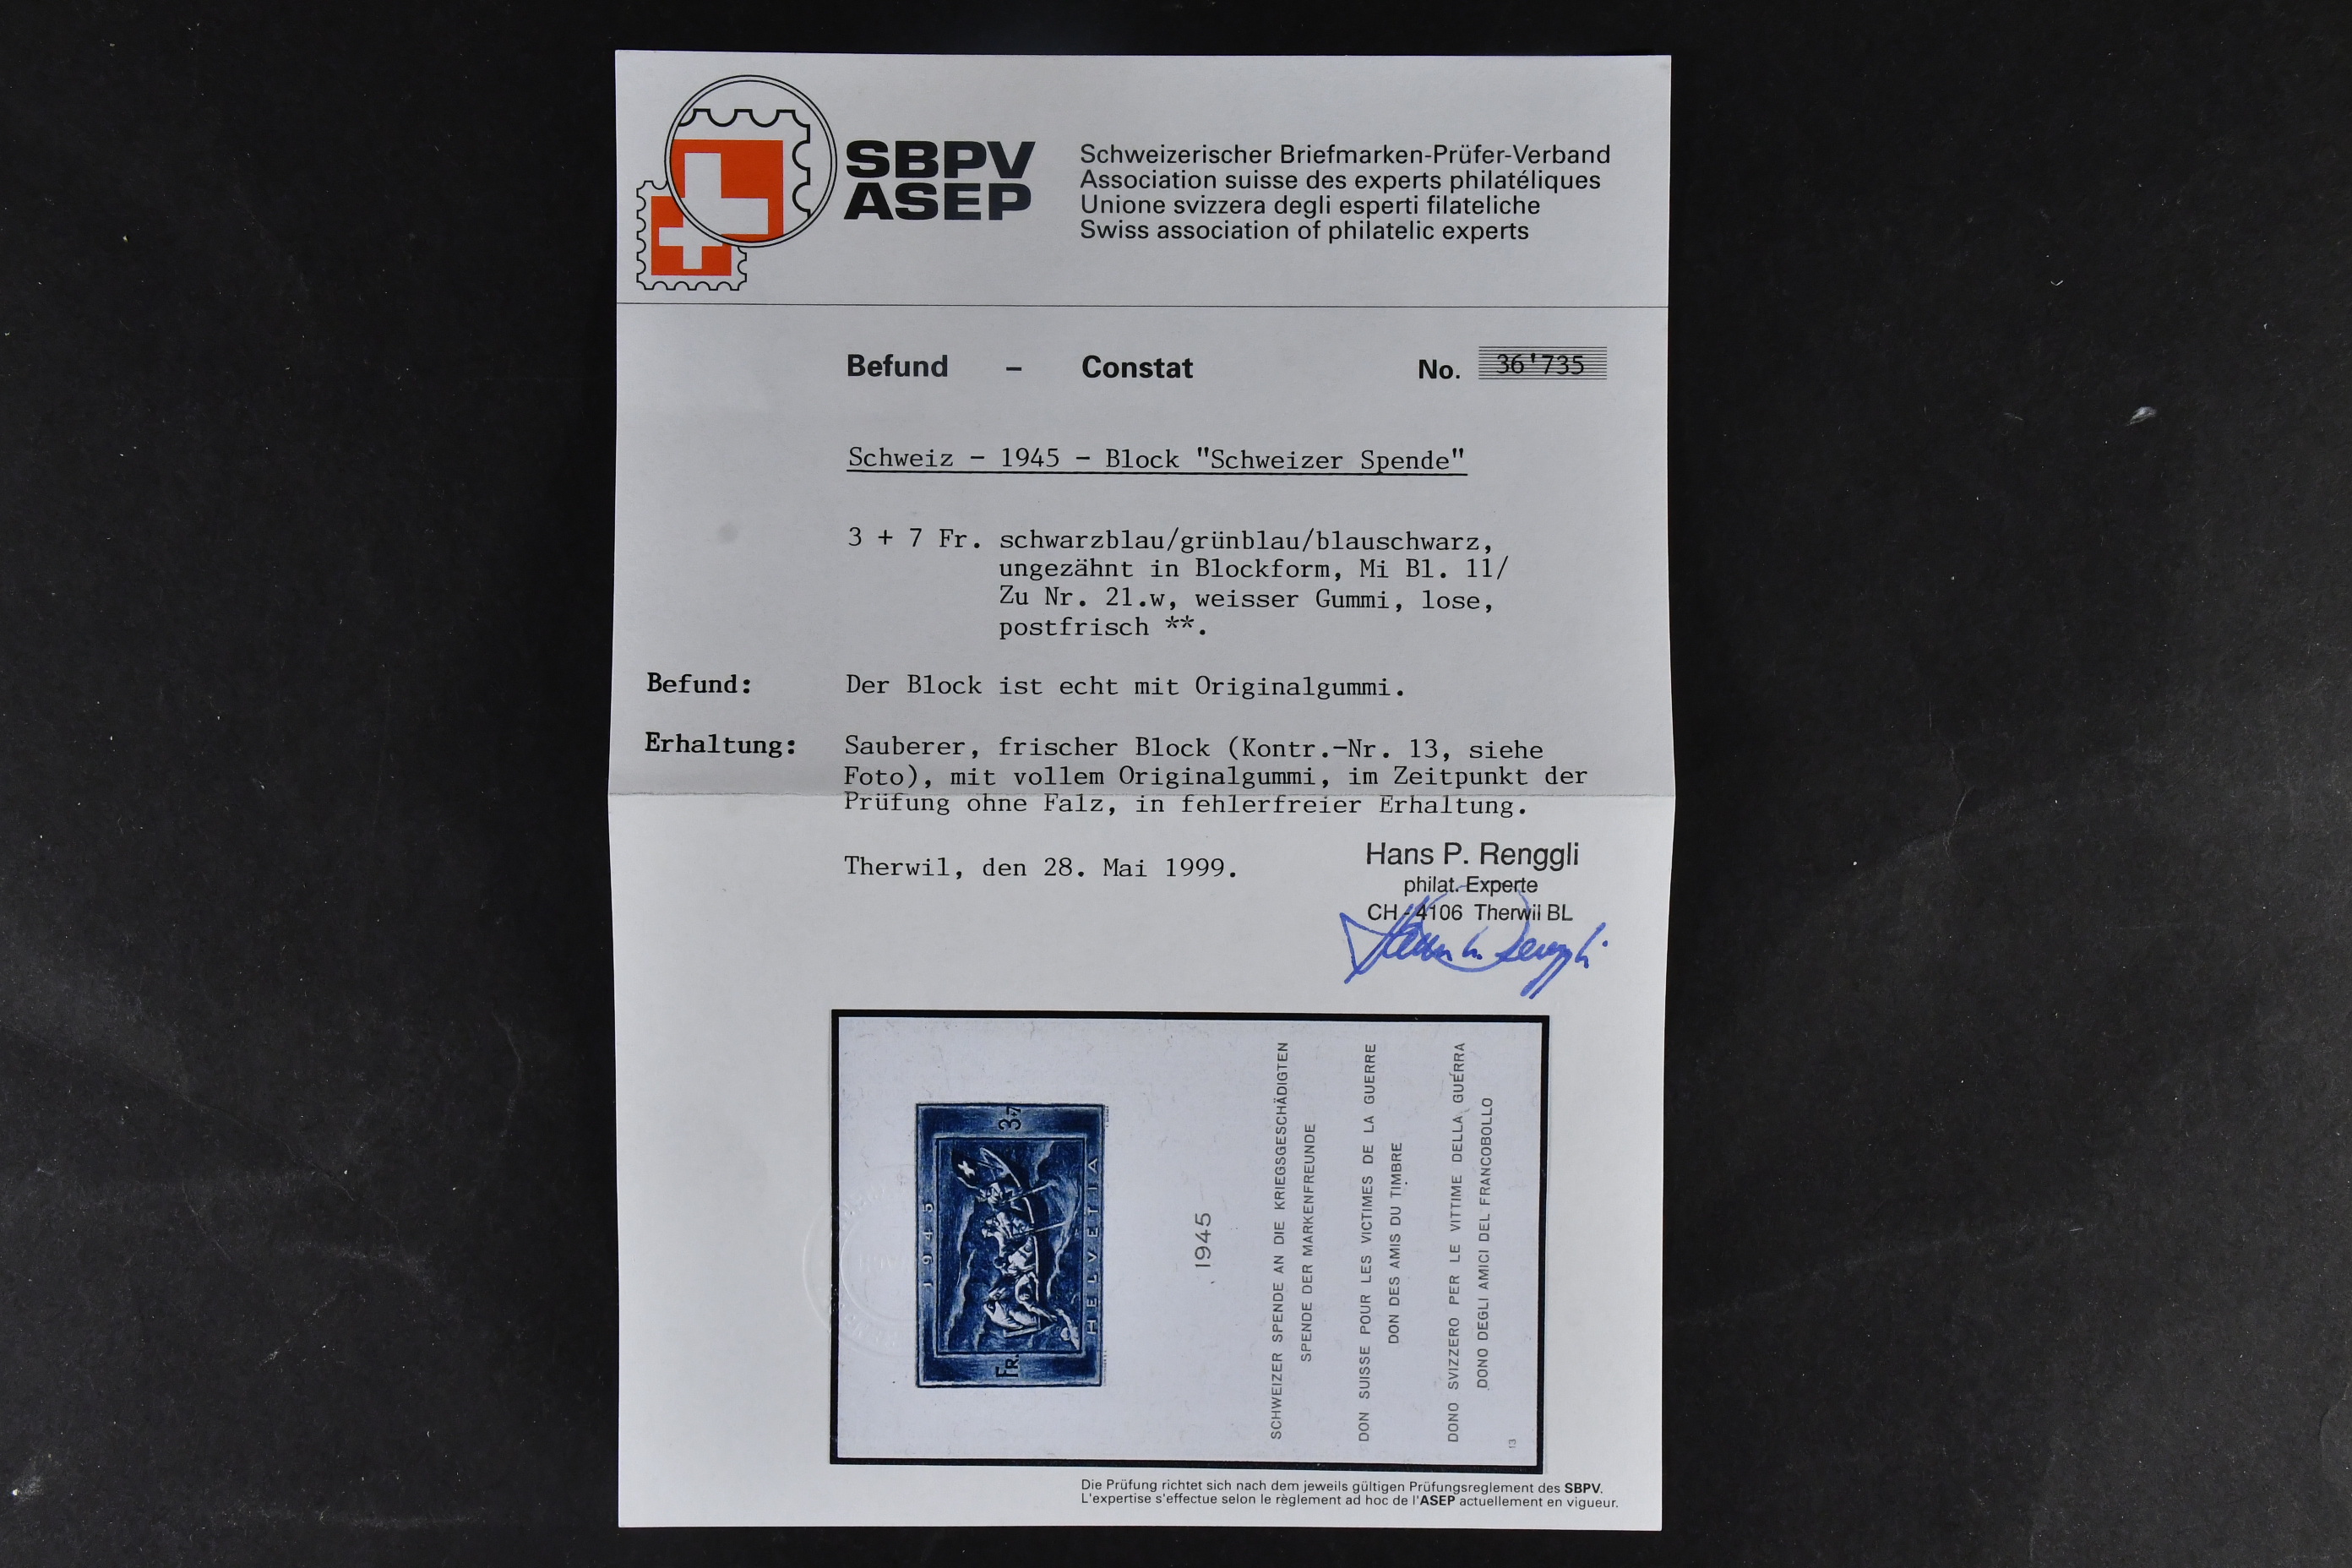 SBPV
ASEP
Schweizerischer Briefmarken-Prüfer-Verband
Association suisse des experts philatéliques
Unione svizzera degli esperti filateliche
Swiss association of philatelic experts
Befund – Constat No. 36'735
Schweiz - 1945 - Block "Schweizer Spende"
3 + 7 Fr. schwarzblau/grünblau/blauschwarz,
ungezähnt in Blockform, Mi Bl. 11/
Zu Nr. 21.w, weisser Gummi, lose,
postfrisch **.
Befund: Der Block ist echt mit Originalgummi.
Erhaltung: Sauberer, frischer Block (Kontr.-Nr. 13, siehe
Foto), mit vollem Originalgummi, im Zeitpunkt der
Prüfung ohne Falz, in fehlerfreier Erhaltung.
Therwil, den 28. Mai 1999.
Hans P. Renggli
philat. Experte
CH - 4106 Therwil BL
1945
Fr. 3+7
HELVETIA
1945
SCHWEIZER SPENDE AN DIE KRIEGSGESCHÄDIGTEN
SPENDE DER MARKENFREUNDE
DON SUISSE POUR LES VICTIMES DE LA GUERRE
DON DES AMIS DU TIMBRE
DONO SVIZZERO PER LE VITTIME DELLA GUERRA
DONO DEGLI AMICI DEL FRANCOBOLLO
13
Die Prüfung richtet sich nach dem jeweils gültigen Prüfungsreglement des SBPV.
L'expertise s'effectue selon le règlement ad hoc de l'ASEP actuellement en vigueur.